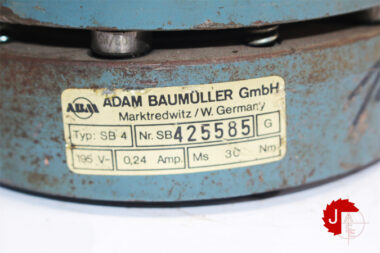 ABM ADAM BAUMÜLLER GmbH
Marktredwitz / W. Germany
Typ: SB 4 Nr. SB 425585 G
195 V- 0,24 Amp. Ms 30 Nm